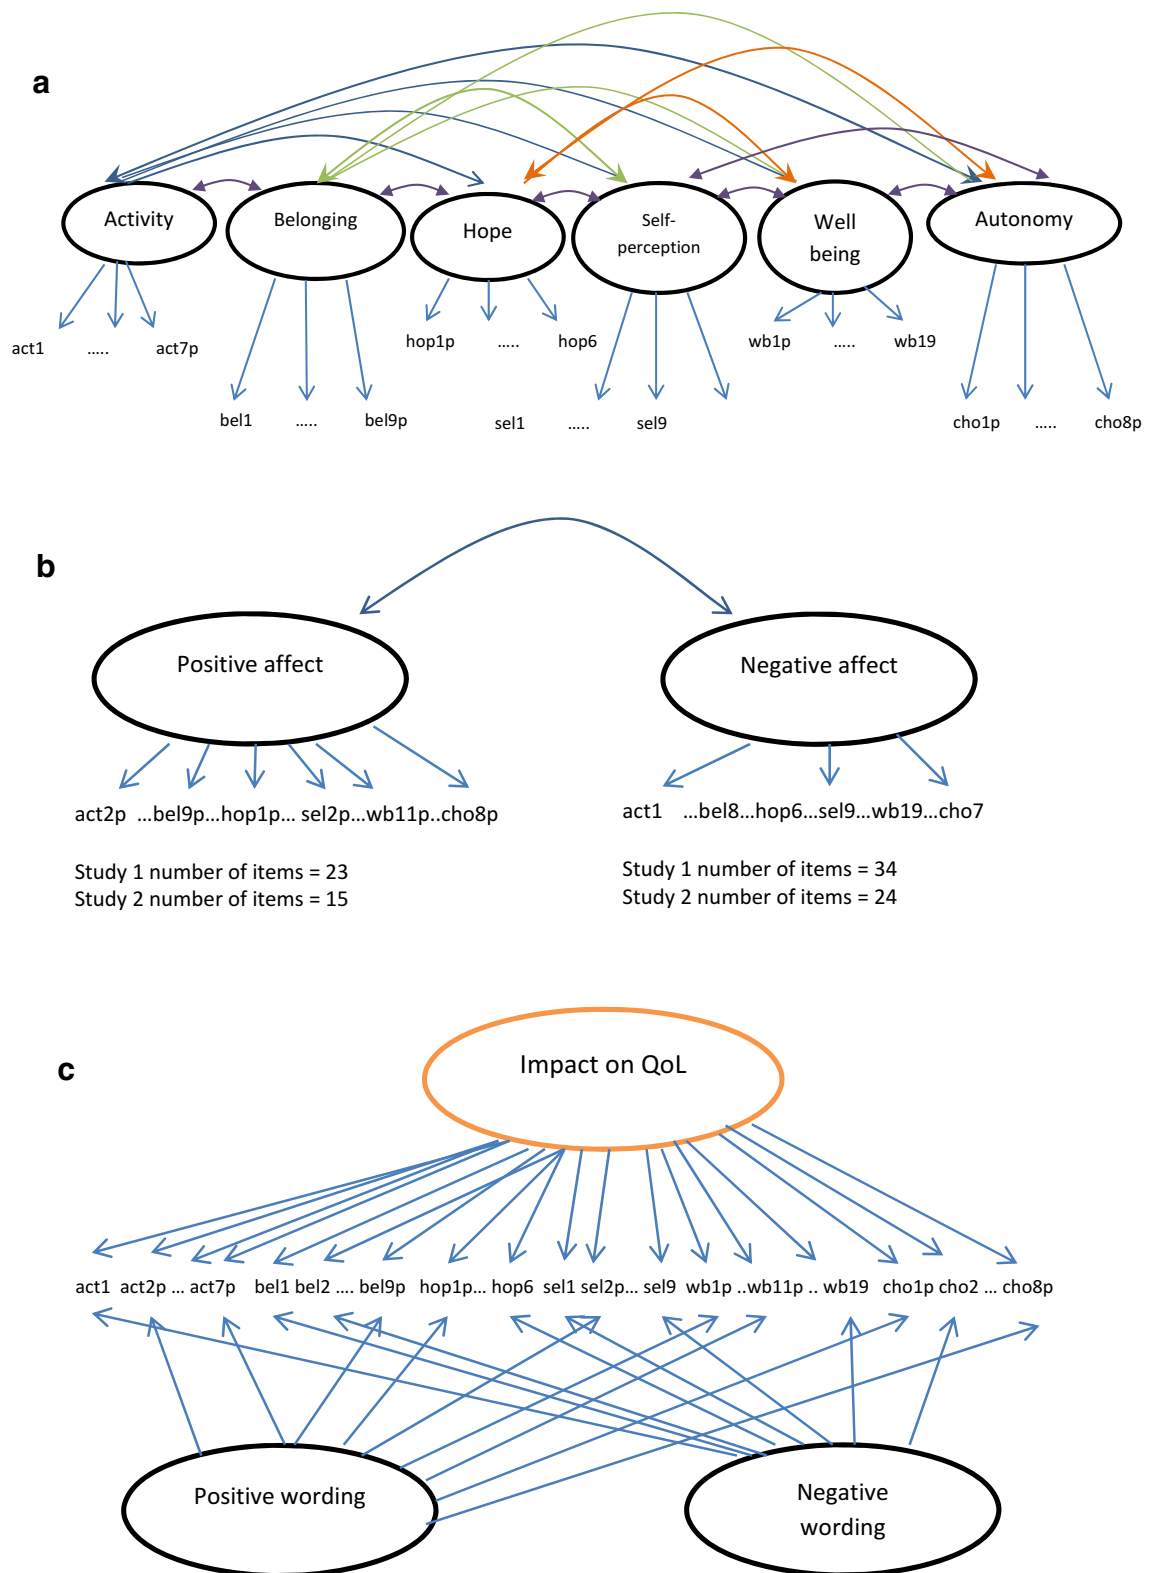 a
Activity
Belonging
Hope
Self-
perception
Well
being
Autonomy
act1 ..... act7p
bel1 ..... bel9p
hop1p ..... hop6
sel1 ..... sel9
wb1p ..... wb19
cho1p ..... cho8p
b
Positive affect
Negative affect
act2p ...bel9p...hop1p... sel2p...wb11p..cho8p
act1 ...bel8...hop6...sel9...wb19...cho7
Study 1 number of items = 23
Study 2 number of items = 15
Study 1 number of items = 34
Study 2 number of items = 24
c
Impact on QoL
act1 act2p ... act7p bel1 bel2 .... bel9p hop1p... hop6 sel1 sel2p... sel9 wb1p ..wb11p .. wb19 cho1p cho2 ... cho8p
Positive wording
Negative
wording